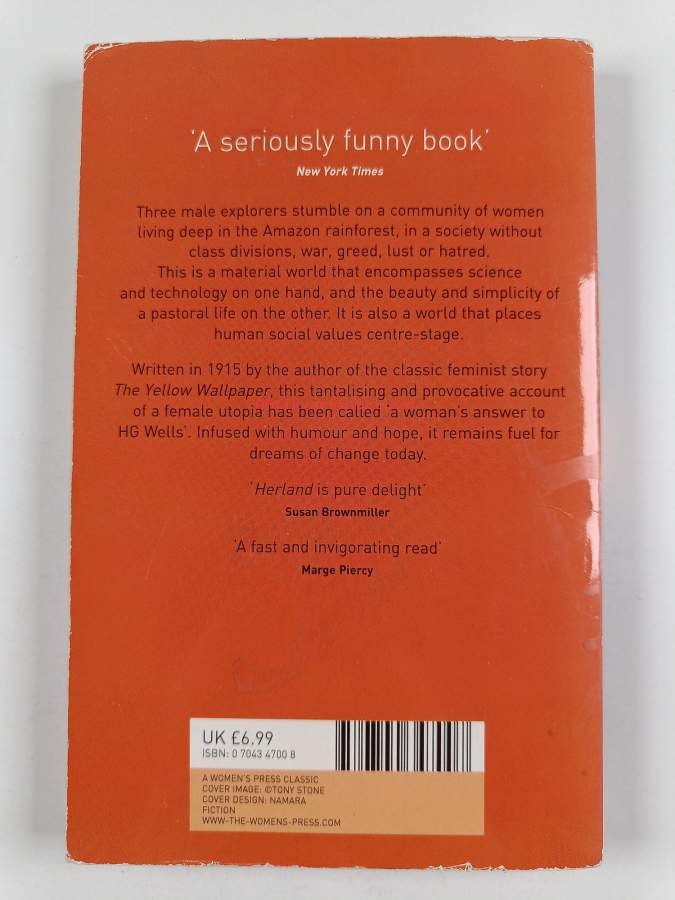 'A seriously funny book'
New York Times
Three male explorers stumble on a community of women
living deep in the Amazon rainforest, in a society without
class divisions, war, greed, lust or hatred.
This is a material world that encompasses science
and technology on one hand, and the beauty and simplicity of
a pastoral life on the other. It is also a world that places
human social values centre-stage.
Written in 1915 by the author of the classic feminist story
The Yellow Wallpaper, this tantalising and provocative account
of a female utopia has been called 'a woman's answer to
HG Wells'. Infused with humour and hope, it remains fuel for
dreams of change today.
'Herland is pure delight'
Susan Brownmiller
'A fast and invigorating read'
Marge Piercy
UK £6.99
ISBN: 0 7043 4700 8
A WOMEN'S PRESS CLASSIC
COVER IMAGE: ©TONY STONE
COVER DESIGN: NAMARA
FICTION
WWW-THE-WOMENS-PRESS.COM